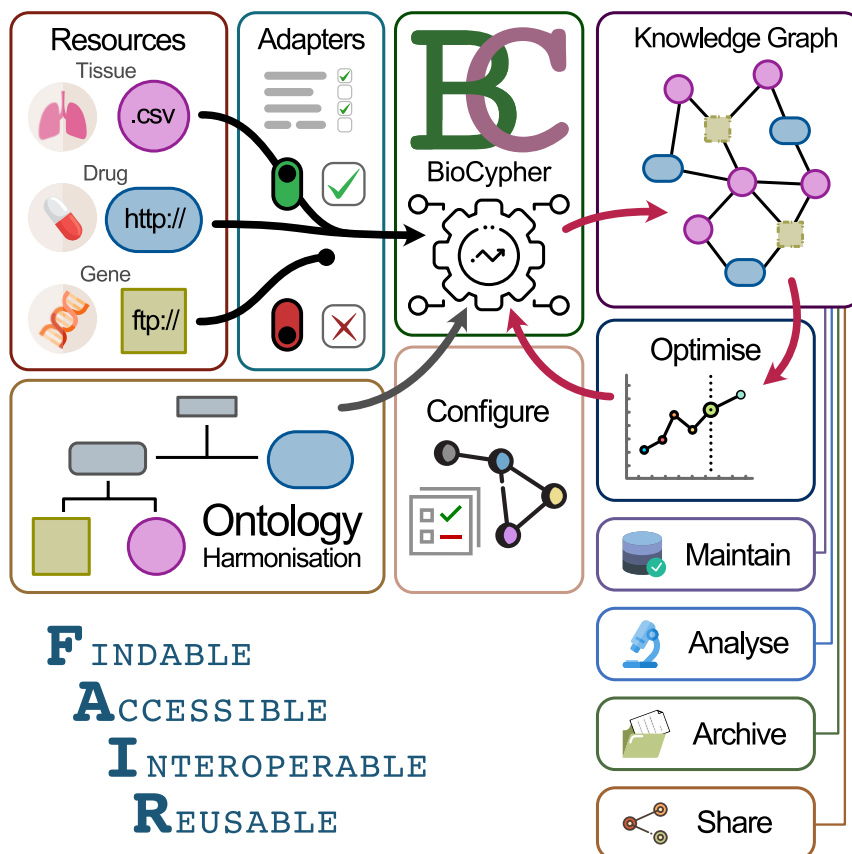 Resources
Tissue
.csv
Drug
http://
Gene
ftp://
Adapters
BC
BioCypher
Knowledge Graph
Optimise
Configure
Ontology
Harmonisation
Maintain
Analyse
Archive
Share
FINDABLE
ACCESSIBLE
INTEROPERABLE
REUSABLE